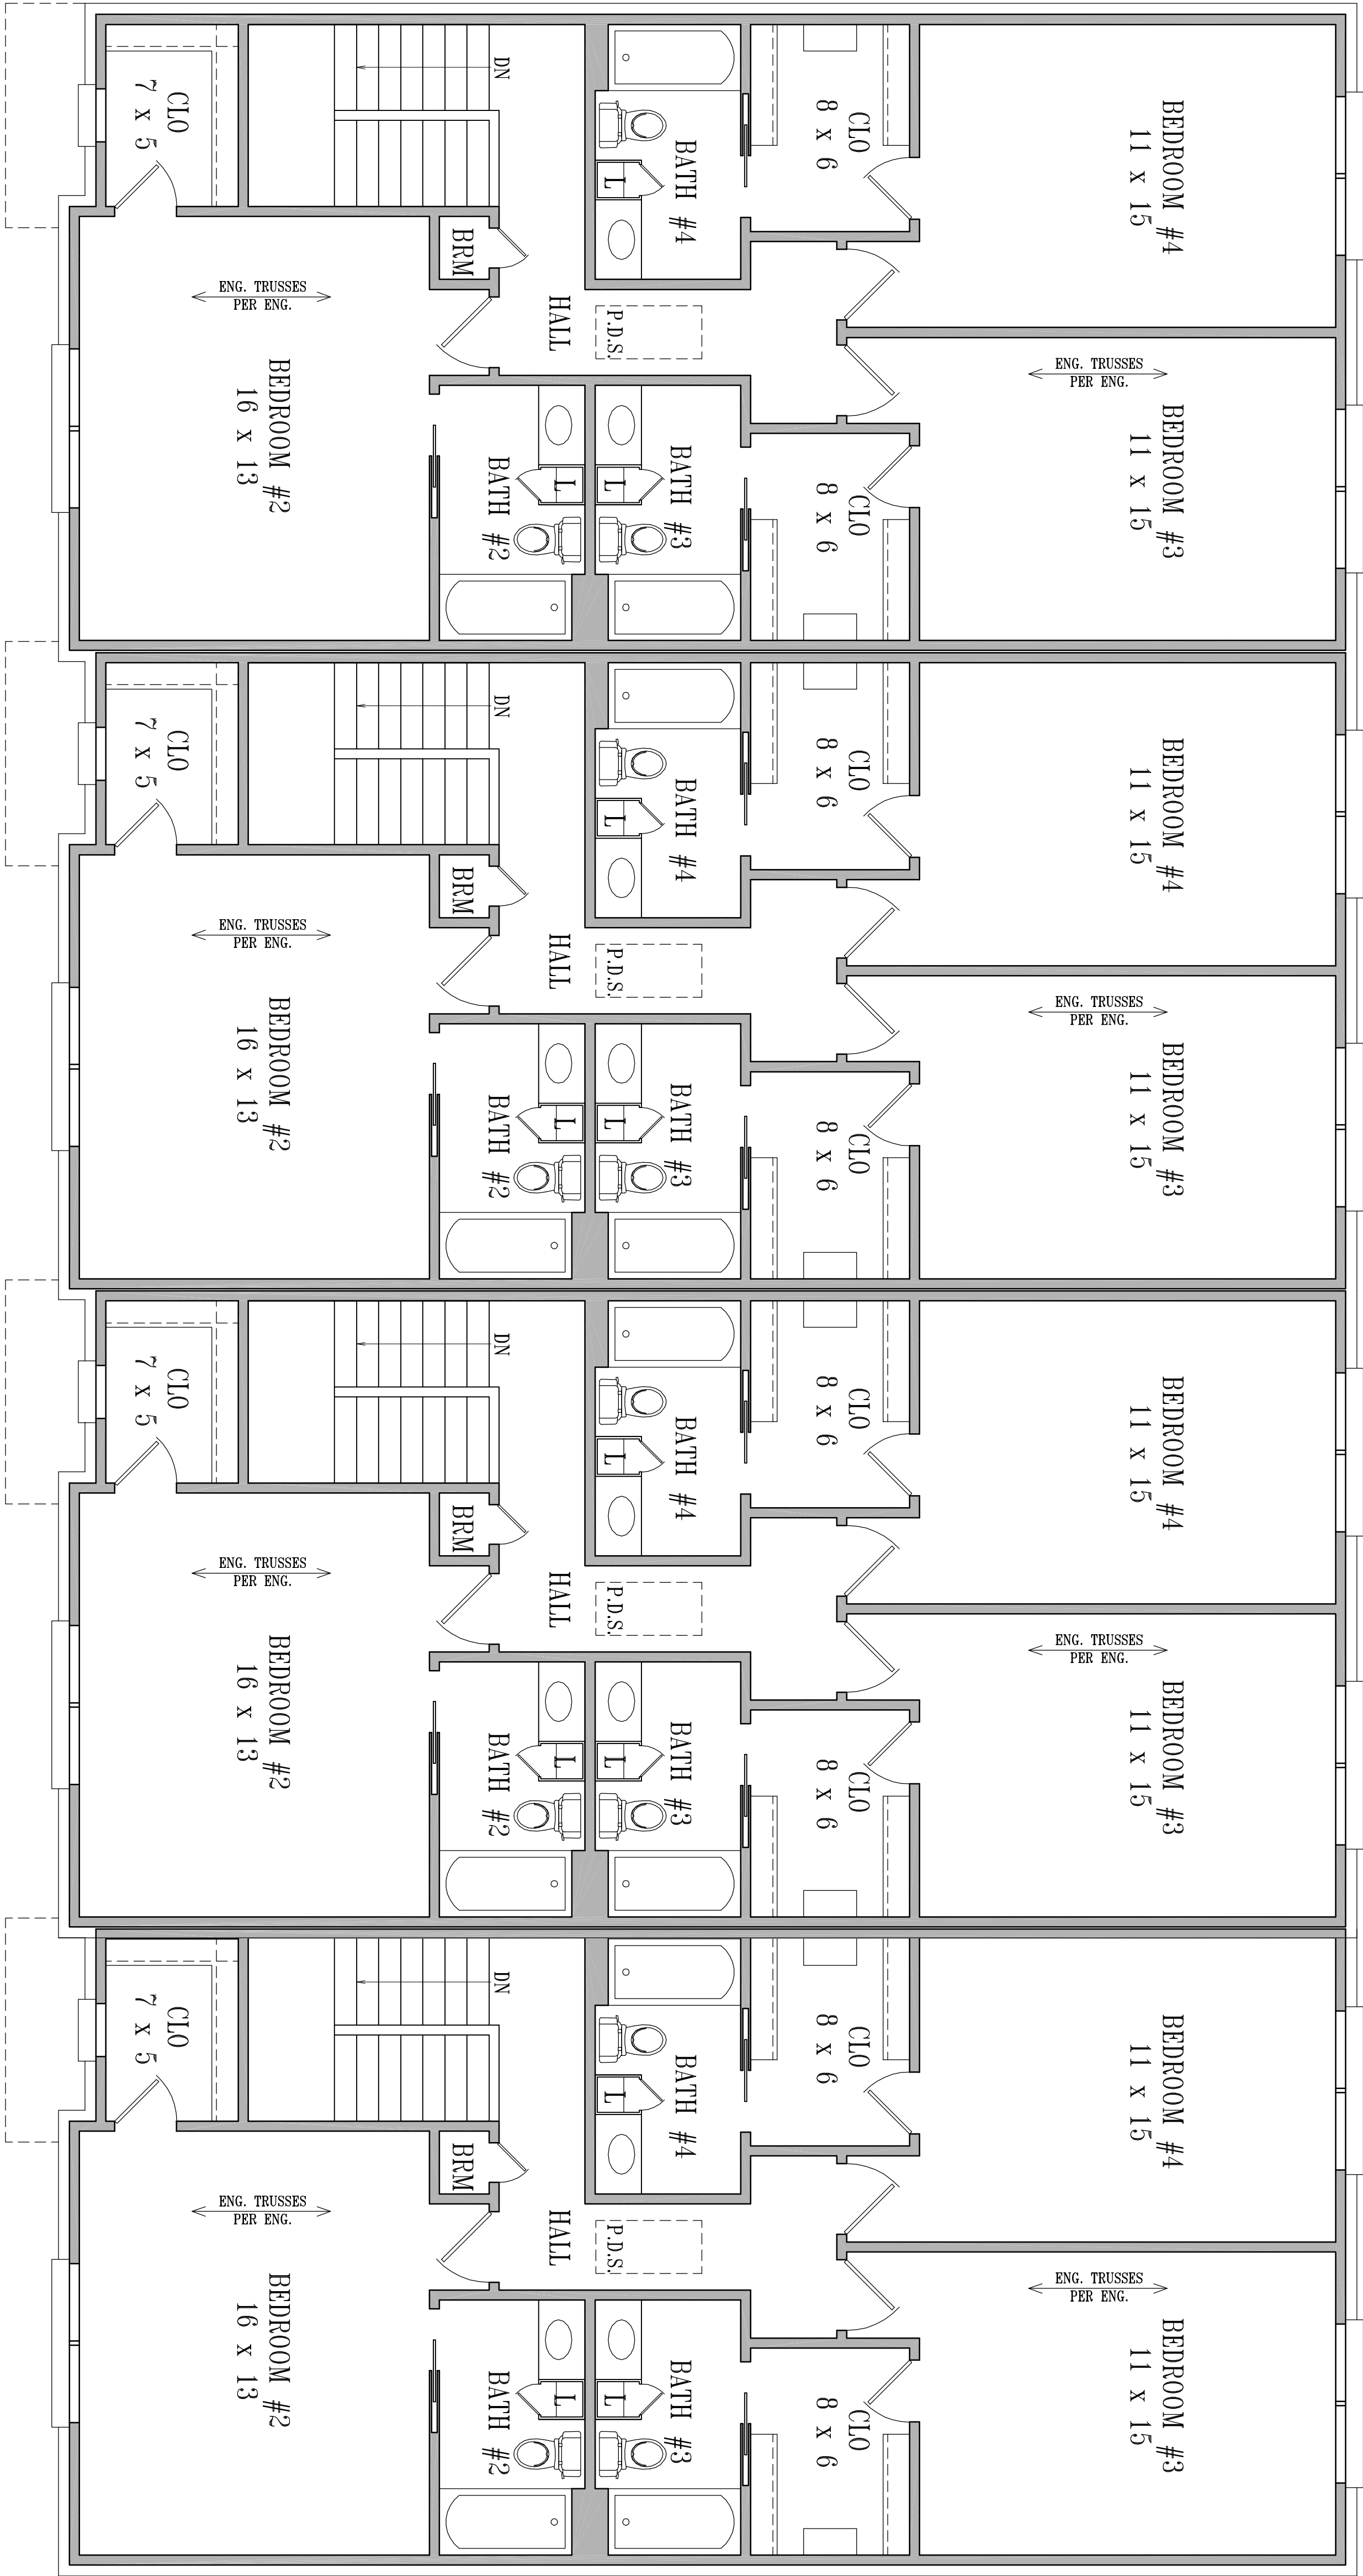 BEDROOM #4
11 x 15
CLO
8 x 6
BATH #4
L
DN
CLO
7 x 5
BRM
HALL
P.D.S.
ENG. TRUSSES
PER ENG.
BEDROOM #3
11 x 15
ENG. TRUSSES
PER ENG.
CLO
8 x 6
BATH #3
L
L
BATH #2
BEDROOM #2
16 x 13
BEDROOM #4
11 x 15
CLO
8 x 6
BATH #4
L
DN
CLO
7 x 5
BRM
HALL
P.D.S.
ENG. TRUSSES
PER ENG.
BEDROOM #3
11 x 15
ENG. TRUSSES
PER ENG.
CLO
8 x 6
BATH #3
L
L
BATH #2
BEDROOM #2
16 x 13
BEDROOM #4
11 x 15
CLO
8 x 6
BATH #4
L
DN
CLO
7 x 5
BRM
HALL
P.D.S.
ENG. TRUSSES
PER ENG.
BEDROOM #3
11 x 15
ENG. TRUSSES
PER ENG.
CLO
8 x 6
BATH #3
L
L
BATH #2
BEDROOM #2
16 x 13
BEDROOM #4
11 x 15
CLO
8 x 6
BATH #4
L
DN
CLO
7 x 5
BRM
HALL
P.D.S.
ENG. TRUSSES
PER ENG.
BEDROOM #3
11 x 15
ENG. TRUSSES
PER ENG.
CLO
8 x 6
BATH #3
L
L
BATH #2
BEDROOM #2
16 x 13